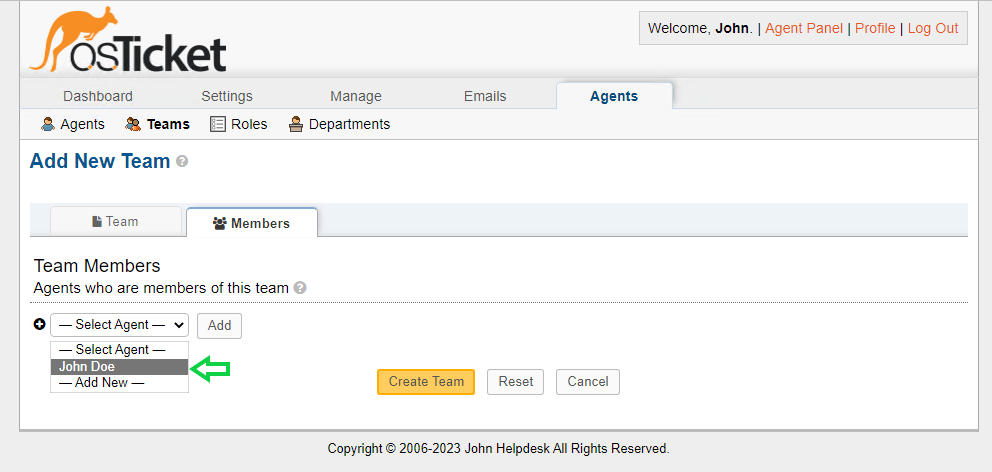 osTicket
Welcome, John. | Agent Panel | Profile | Log Out
Dashboard Settings Manage Emails Agents
Agents Teams Roles Departments
Add New Team ?
Team Members
Team Members
Agents who are members of this team ?
— Select Agent — Add
— Select Agent —
John Doe
— Add New —
Create Team Reset Cancel
Copyright © 2006-2023 John Helpdesk All Rights Reserved.